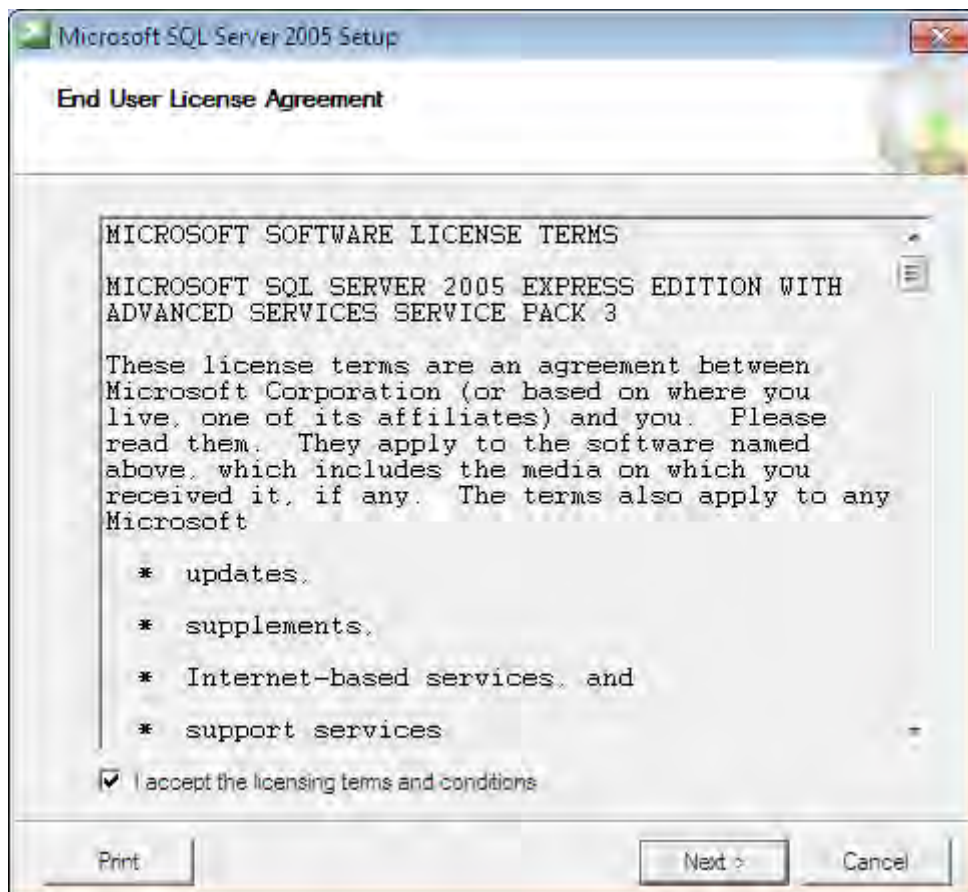 Microsoft SQL Server 2005 Setup
End User License Agreement
MICROSOFT SOFTWARE LICENSE TERMS
MICROSOFT SQL SERVER 2005 EXPRESS EDITION WITH
ADVANCED SERVICES SERVICE PACK 3
These license terms are an agreement between
Microsoft Corporation (or based on where you
live, one of its affiliates) and you.  Please
read them.  They apply to the software named
above, which includes the media on which you
received it, if any.  The terms also apply to any
Microsoft
* updates,
* supplements,
* Internet-based services, and
* support services
I accept the licensing terms and conditions
Print
Next >
Cancel